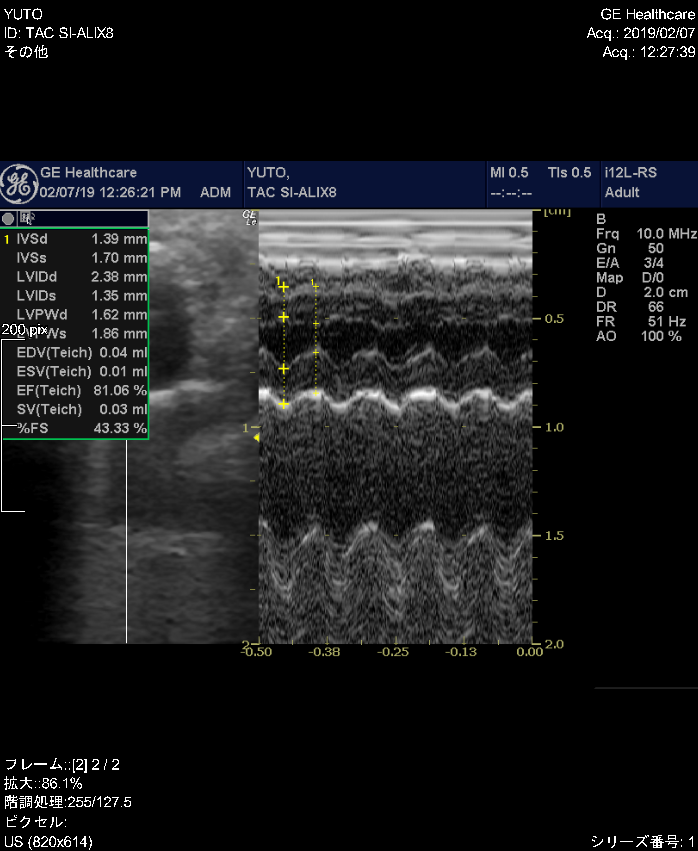 YUTO
ID: TAC SI-ALIX8
その他
GE Healthcare
Acq.: 2019/02/07
Acq.: 12:27:39
GE Healthcare
02/07/19 12:26:21 PM ADM
YUTO,
TAC SI-ALIX8
MI 0.5 TIs 0.5
--:--:--
i12L-RS
Adult
1 IVSd 1.39 mm
IVSs 1.70 mm
LVIDd 2.38 mm
LVIDs 1.35 mm
LVPWd 1.62 mm
200 pix
1.86 mm
EDV(Teich) 0.04 ml
ESV(Teich) 0.01 ml
EF(Teich) 81.06 %
SV(Teich) 0.03 ml
%FS 43.33 %
GE
1
1
[cm]
0.5
1.0
1.5
2.0
1
2
-0.50 -0.38 -0.25 -0.13 0.00
B
Frq 10.0 MHz
Gn 50
E/A 3/4
Map D/0
D 2.0 cm
DR 66
FR 51 Hz
AO 100 %
フレーム::[2] 2 / 2
拡大::86.1%
階調処理:255/127.5
ピクセル:
US (820x614)
シリーズ番号: 1